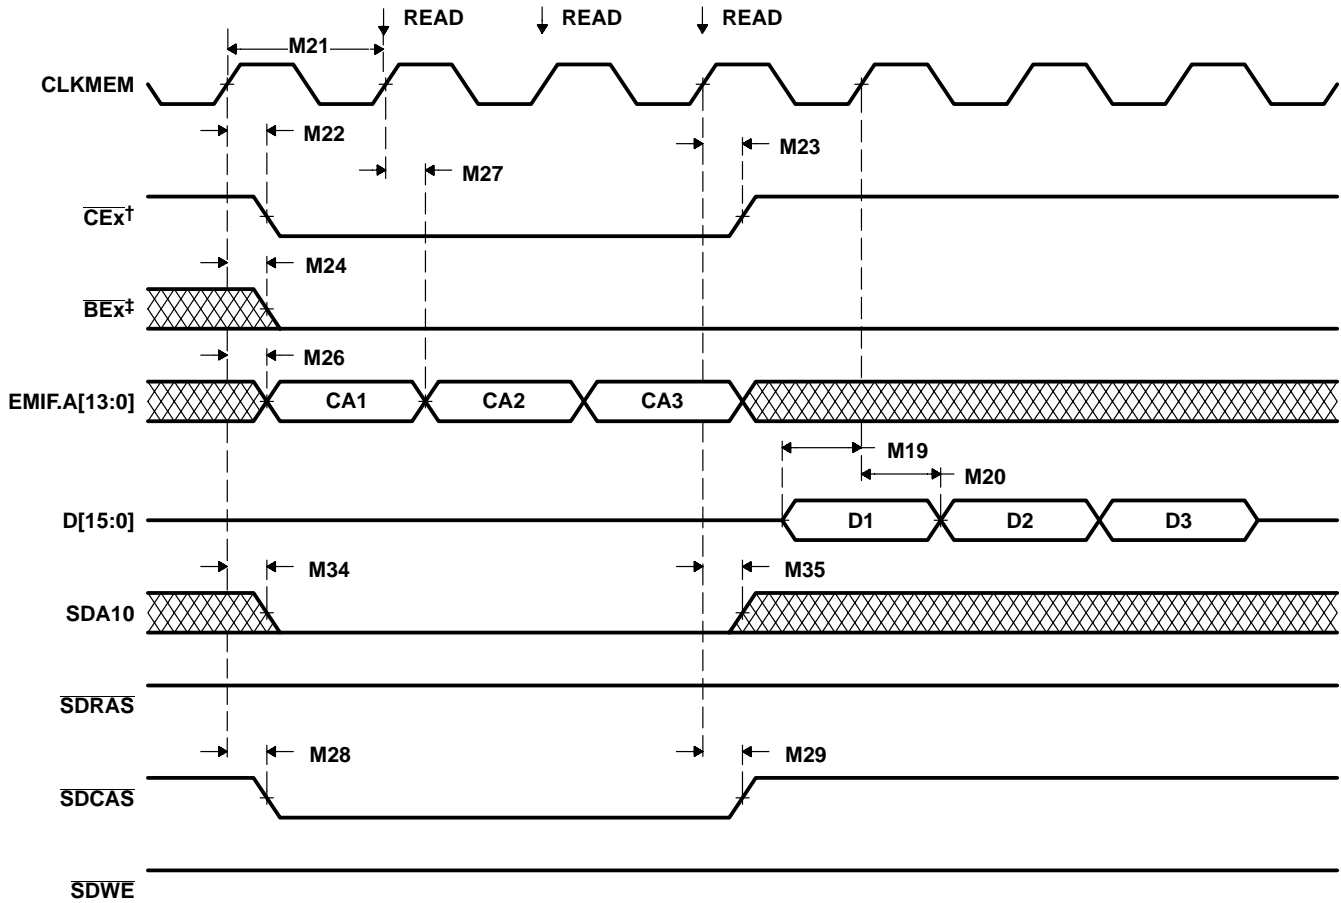 READ READ READ
M21
CLKMEM
M22 M23
M27
CEx†
M24
BEx‡
M26
EMIF.A[13:0] CA1 CA2 CA3
M19
M20
D[15:0] D1 D2 D3
M34 M35
SDA10
SDRAS
M28 M29
SDCAS
SDWE